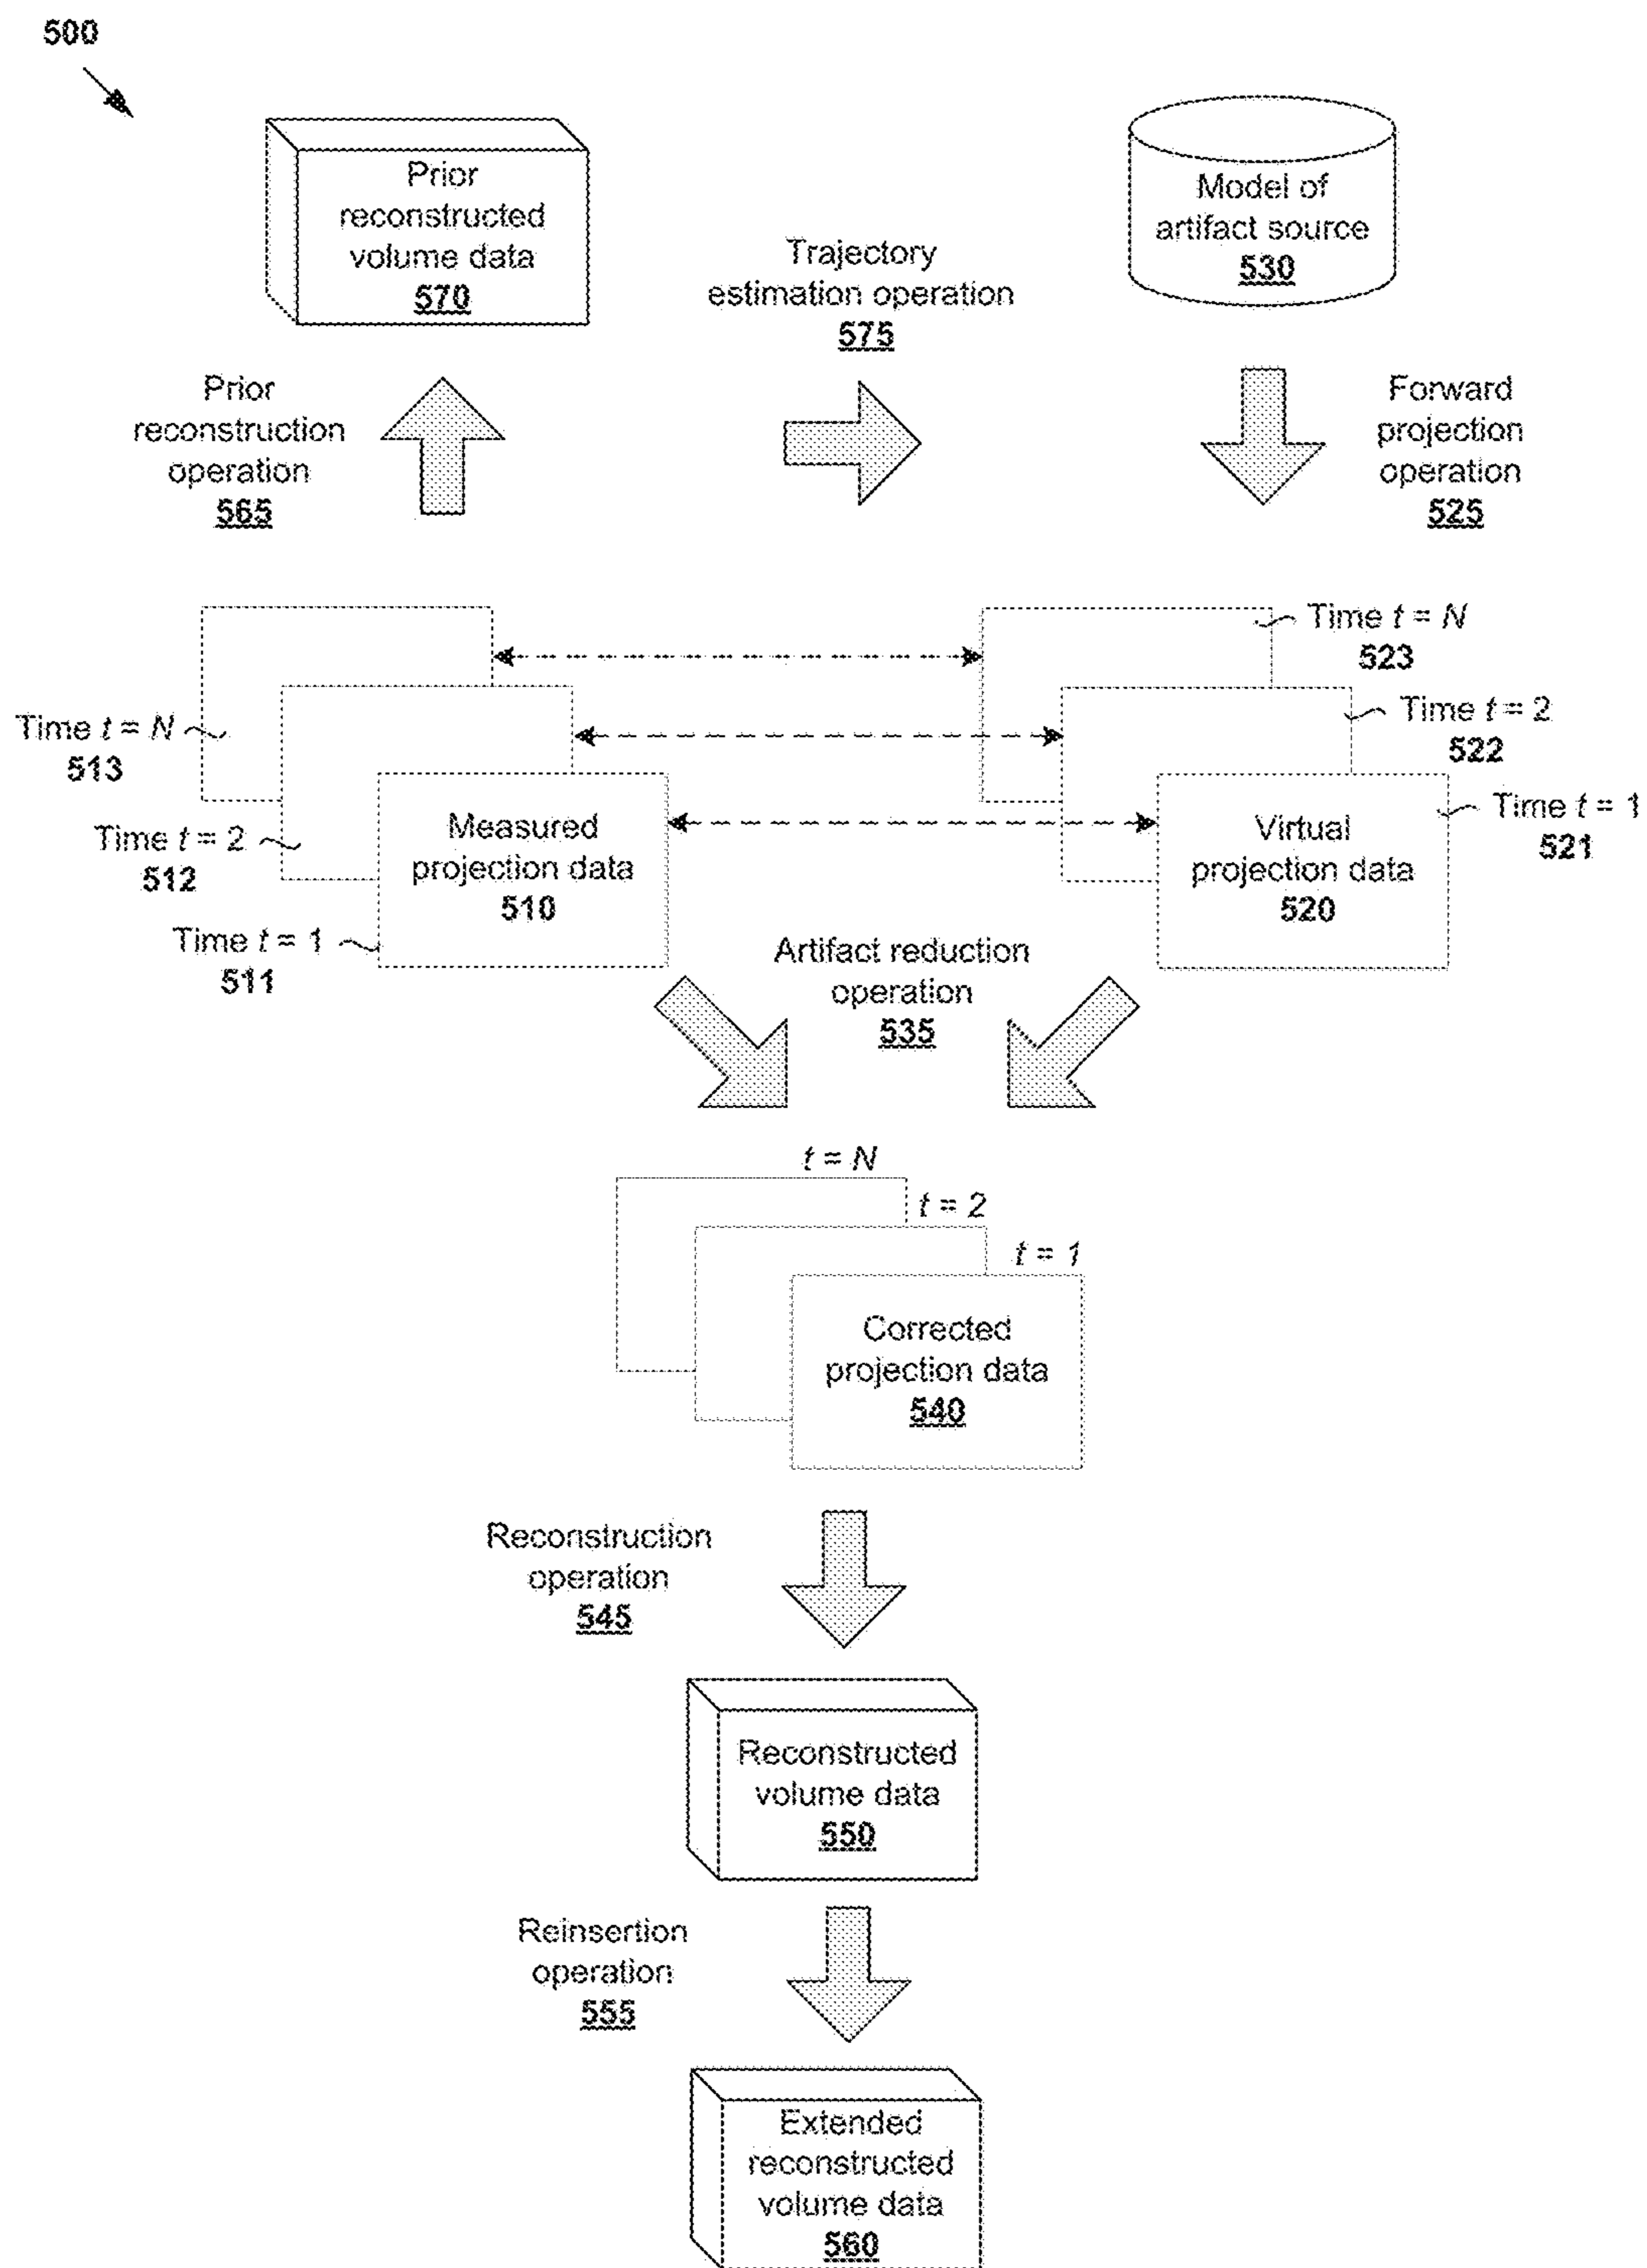 500
Prior
reconstructed
volume data
570
Model of
artifact source
530
Trajectory
estimation operation
575
Prior
reconstruction
operation
565
Forward
projection
operation
525
Time t = N
523
Time t = 2
522
Time t = 1
521
Time t = N
513
Time t = 2
512
Time t = 1
511
Measured
projection data
510
Virtual
projection data
520
Artifact reduction
operation
535
t = N
t = 2
t = 1
Corrected
projection data
540
Reconstruction
operation
545
Reconstructed
volume data
550
Reinsertion
operation
555
Extended
reconstructed
volume data
560